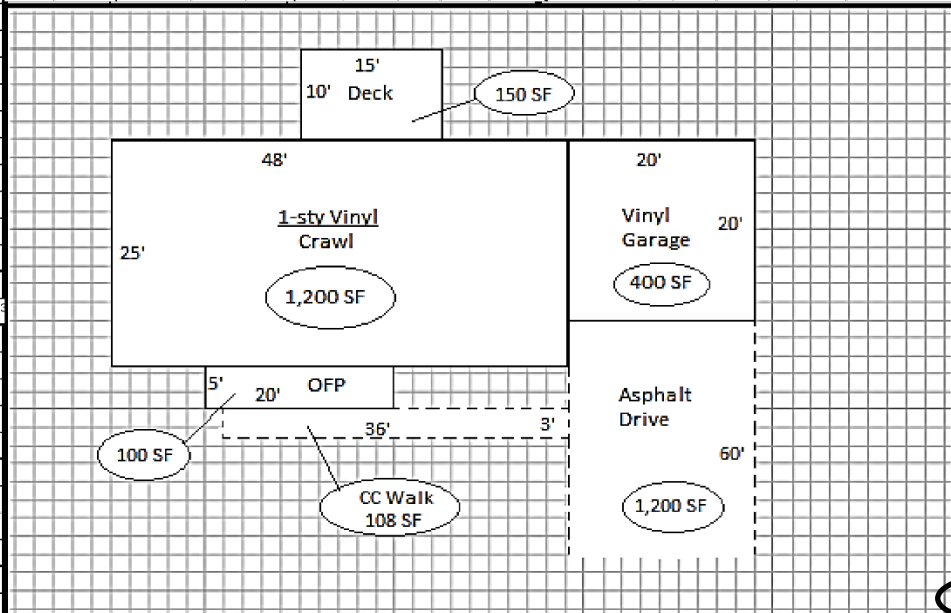 15'
10' Deck
150 SF
48'
20'
1-sty Vinyl
Crawl
Vinyl
Garage
20'
25'
1,200 SF
400 SF
5'
20'
OFP
Asphalt
Drive
36'
3'
60'
100 SF
CC Walk
108 SF
1,200 SF